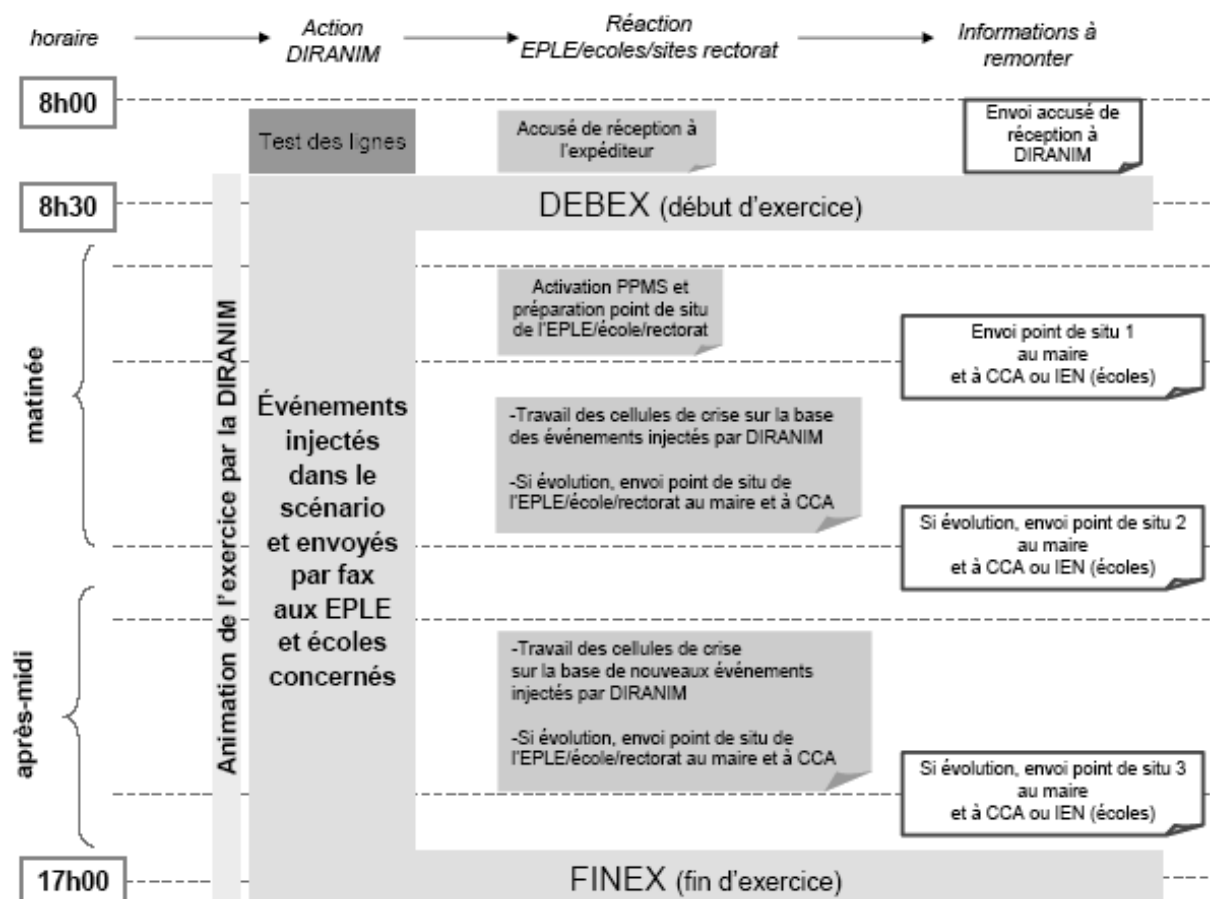 horaire
Action
DIRANIM
Réaction
EPLE/ecoles/sites rectorat
Informations à
remonter
8h00
Test des lignes
Accusé de réception à
l'expéditeur
Envoi accusé de
réception à
DIRANIM
8h30
DEBEX (début d'exercice)
matinée
Animation de l'exercice par la DIRANIM
Événements
injectés
dans le
scénario
et envoyés
par fax
aux EPLE
et écoles
concernés
Activation PPMS et
préparation point de situ
de l'EPLE/école/rectorat
Envoi point de situ 1
au maire
et à CCA ou IEN (écoles)
-Travail des cellules de crise sur la base
des événements injectés par DIRANIM
-Si évolution, envoi point de situ de
l'EPLE/école/rectorat au maire et à CCA
Si évolution, envoi point de situ 2
au maire
et à CCA ou IEN (écoles)
après-midi
-Travail des cellules de crise
sur la base de nouveaux événements
injectés par DIRANIM
-Si évolution, envoi point de situ de
l'EPLE/école/rectorat au maire et à CCA
Si évolution, envoi point de situ 3
au maire
et à CCA ou IEN (écoles)
17h00
FINEX (fin d'exercice)